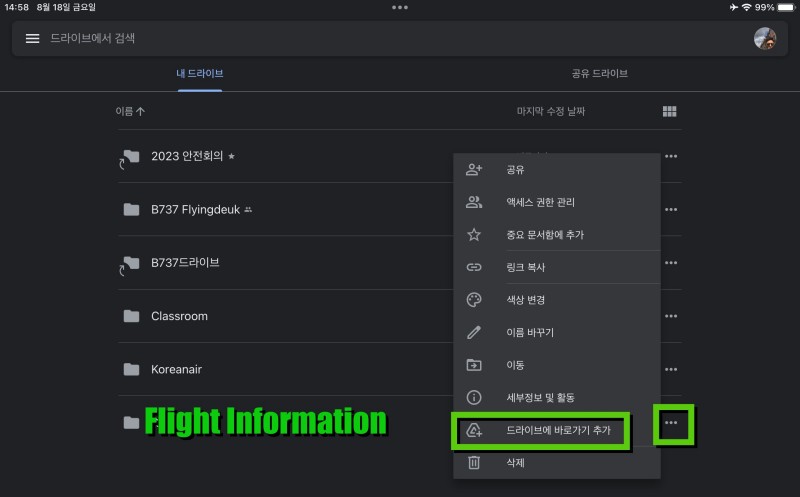 14:58 8월 18일 금요일
99%
드라이브에서 검색
내 드라이브
공유 드라이브
이름
마지막 수정 날짜
2023 안전회의
B737 Flyingdeuk
B737드라이브
Classroom
Koreanair
Flight Information
공유
액세스 권한 관리
중요 문서함에 추가
링크 복사
색상 변경
이름 바꾸기
이동
세부정보 및 활동
드라이브에 바로가기 추가
삭제